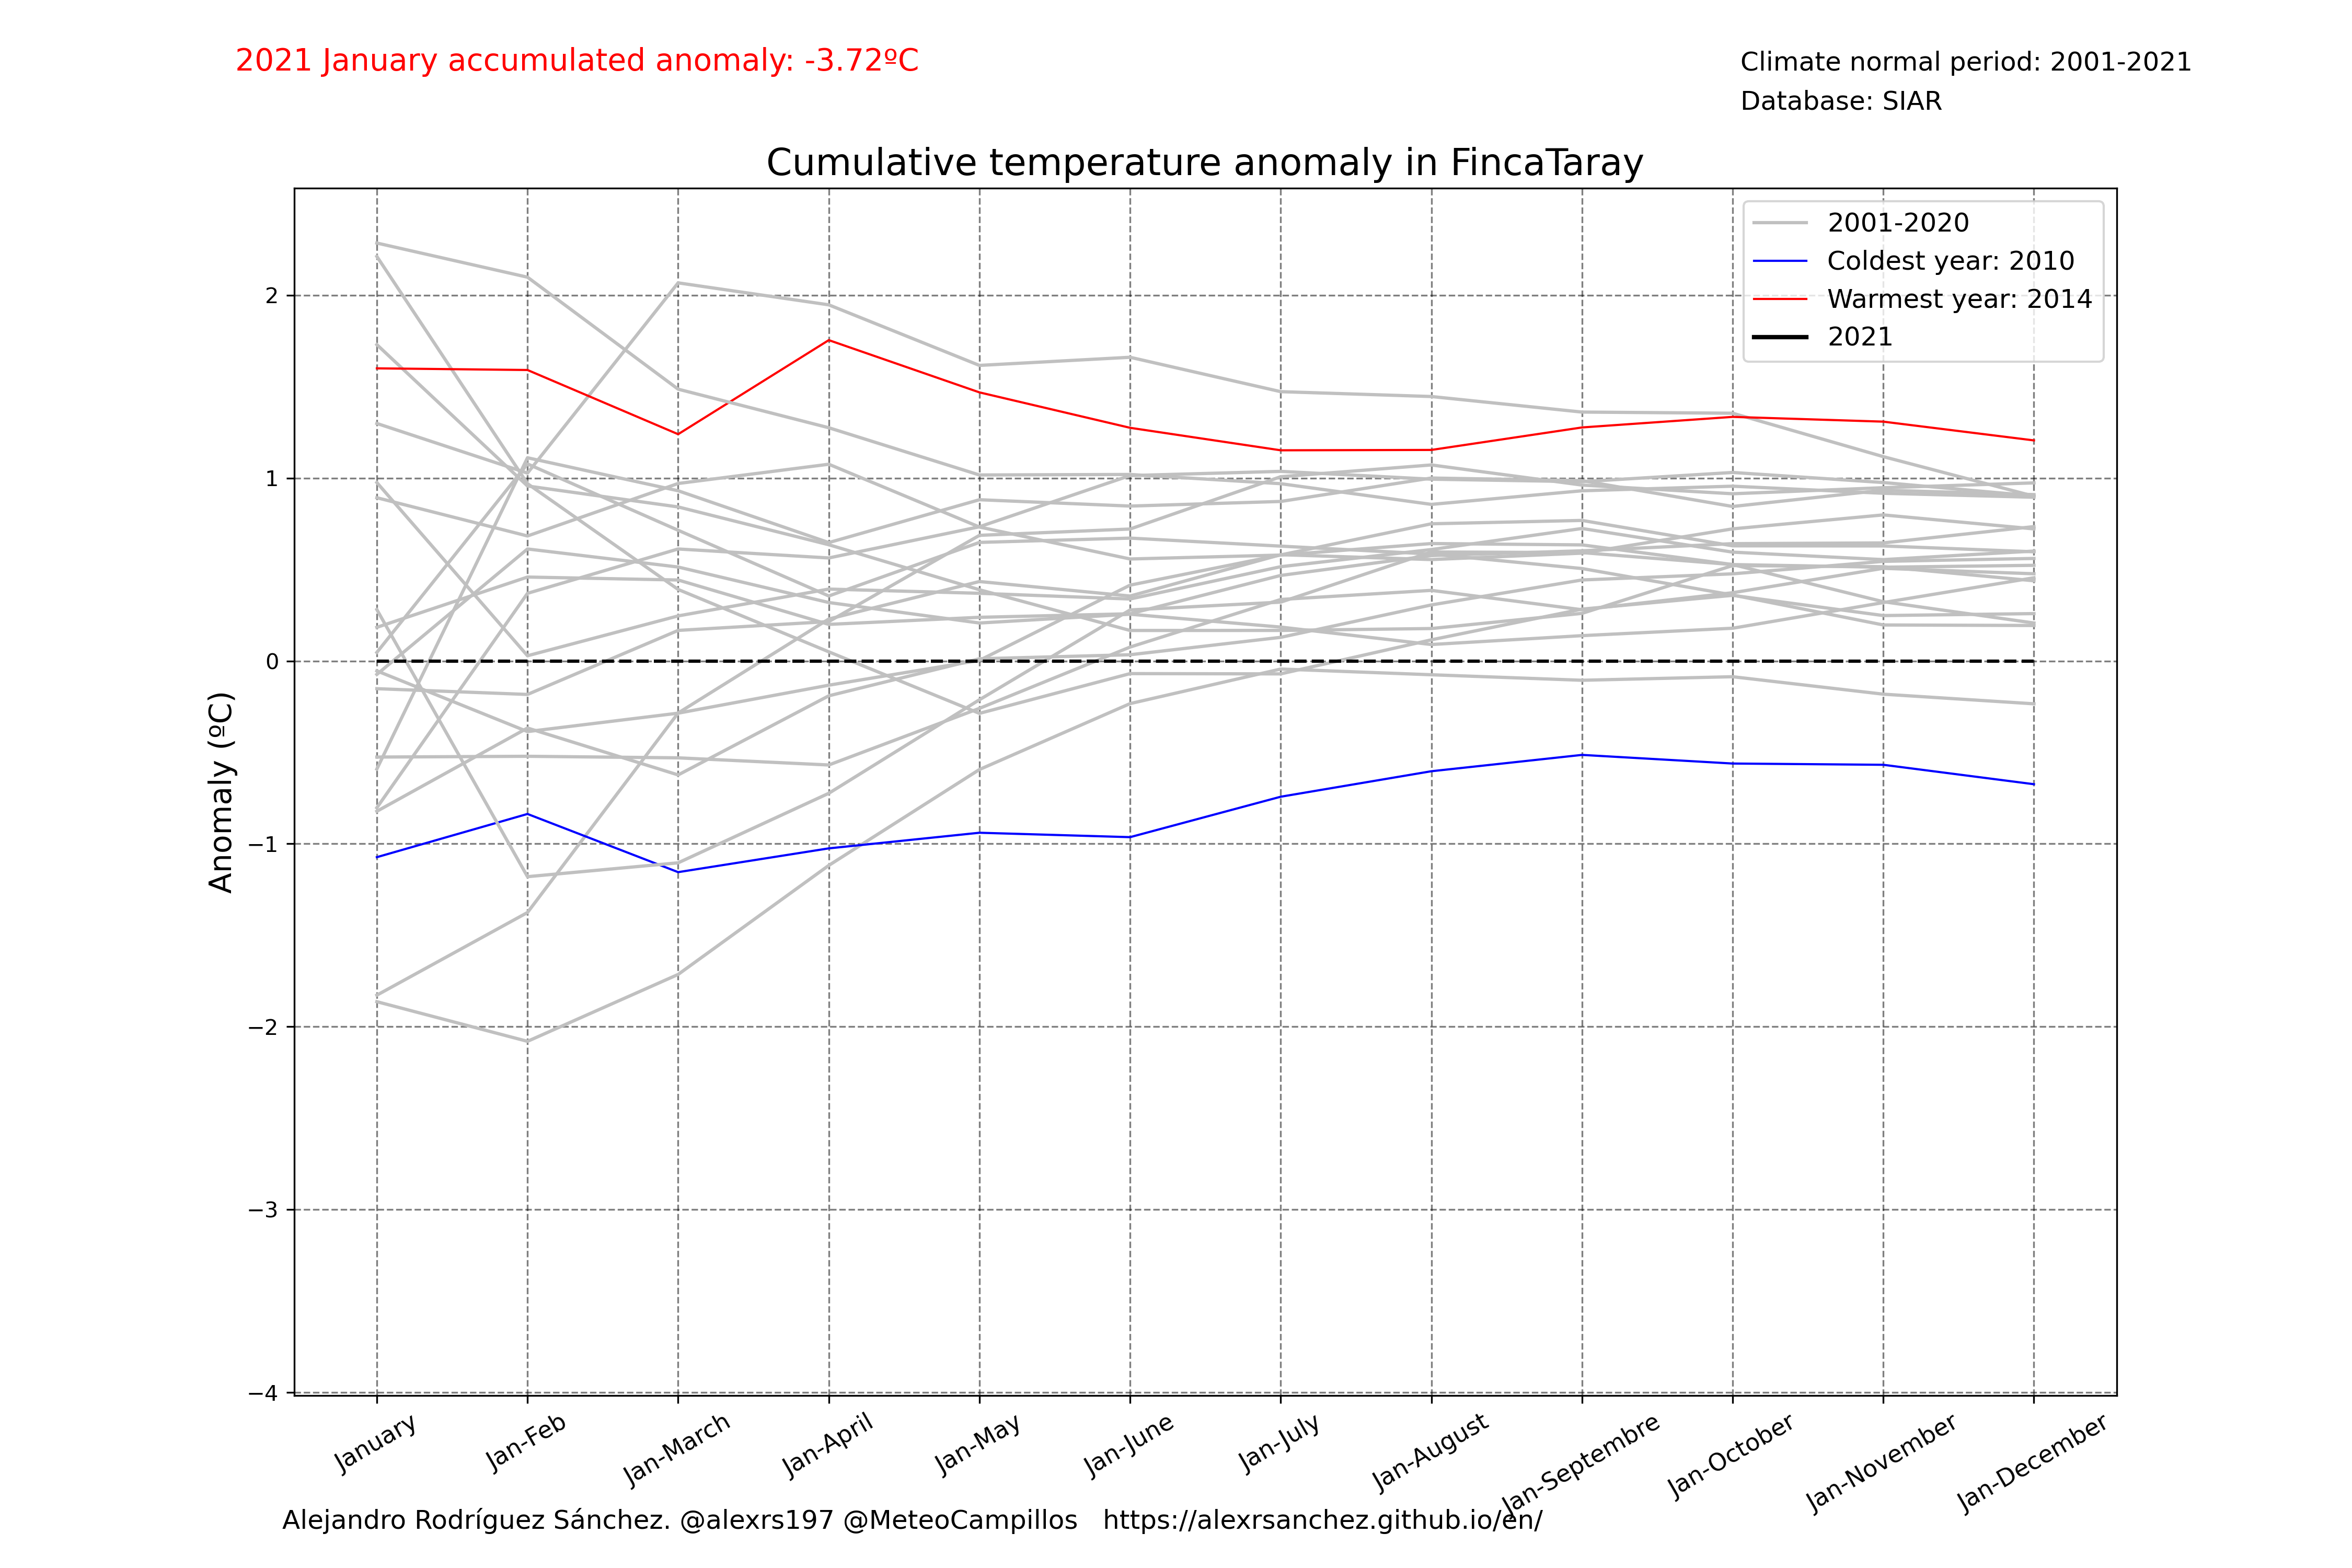 2021 January accumulated anomaly: -3.72ºC
Climate normal period: 2001-2021
Database: SIAR
Cumulative temperature anomaly in FincaTaray
2001-2020
Coldest year: 2010
Warmest year: 2014
2021
Anomaly (ºC)
2
1
0
−1
−2
−3
−4
January
Jan-Feb
Jan-March
Jan-April
Jan-May
Jan-June
Jan-July
Jan-August
Jan-Septembre
Jan-October
Jan-November
Jan-December
Alejandro Rodríguez Sánchez. @alexrs197 @MeteoCampillos   https://alexrsanchez.github.io/en/